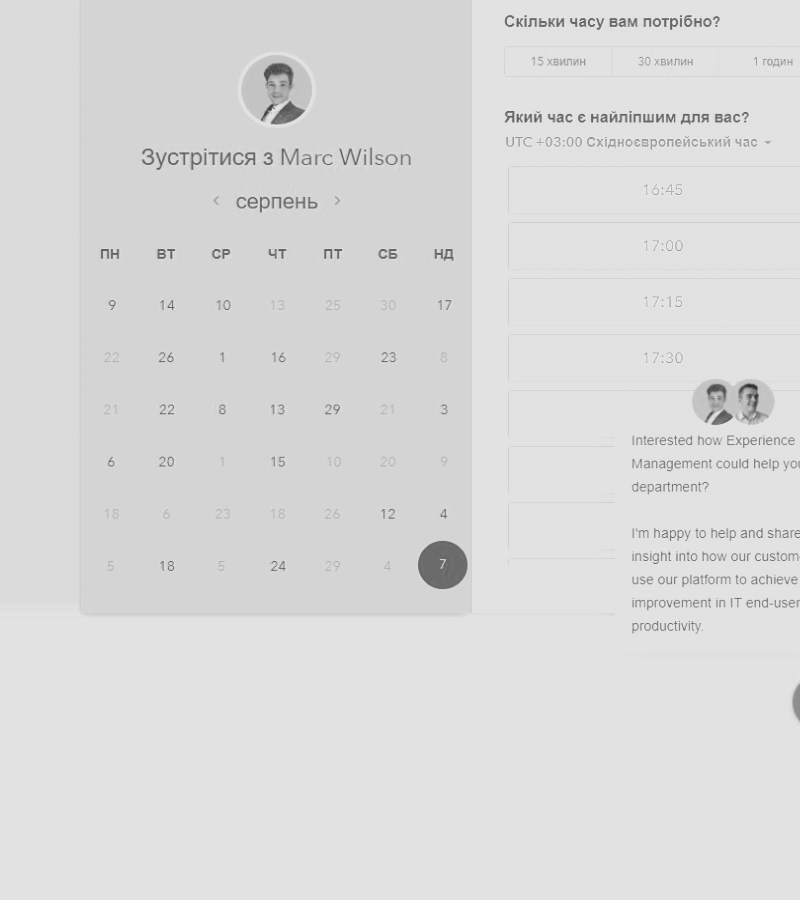 Зустрітися з Marc Wilson
серпень
ПН ВТ СР ЧТ ПТ СБ НД
9 14 10 13 25 30 17
22 26 1 16 29 23 8
21 22 8 13 29 21 3
6 20 1 15 10 20 9
18 6 23 18 26 12 4
5 18 5 24 29 4 7
Скільки часу вам потрібно?
15 хвилин 30 хвилин 1 годин
Який час є найліпшим для вас?
UTC +03:00 Східноєвропейський час
16:45
17:00
17:15
17:30
Interested how Experience
Management could help you
department?
I'm happy to help and share
insight into how our custome
use our platform to achieve
improvement in IT end-user
productivity.